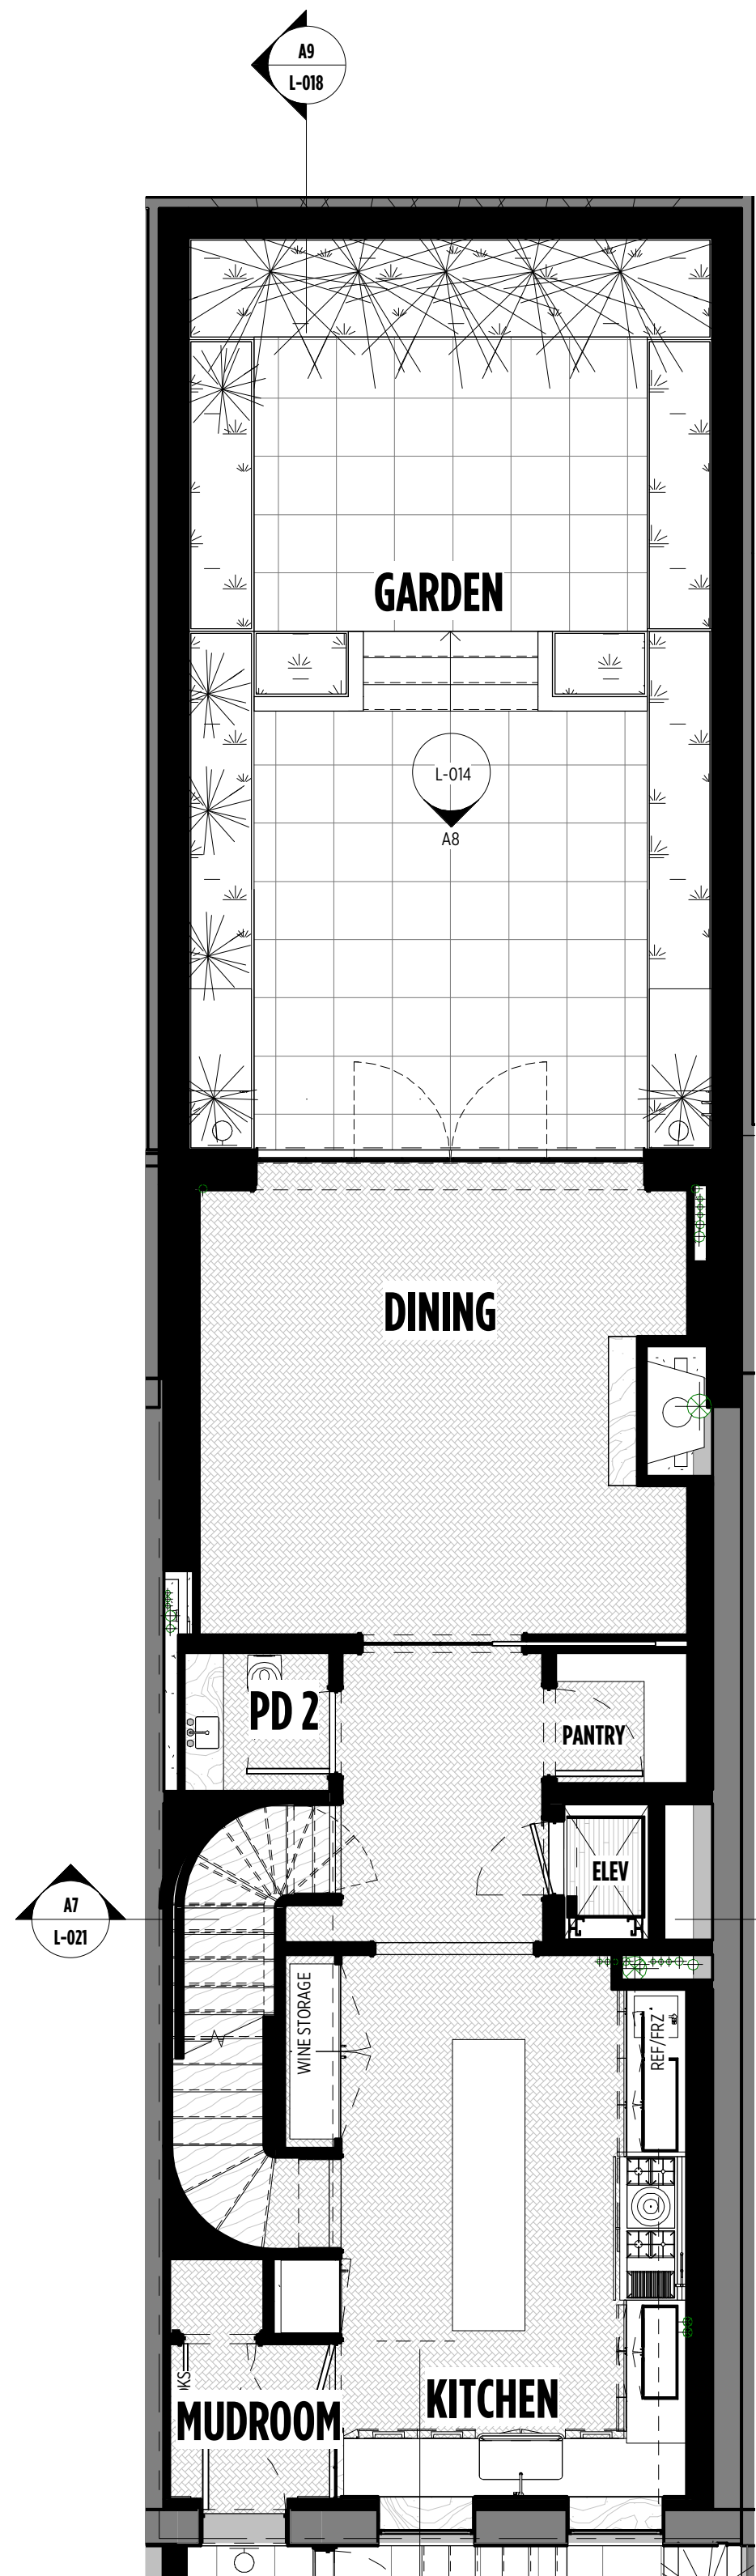 A9
L-018
GARDEN
L-014
A8
DINING
PD 2
PANTRY
ELEV
A7
L-021
WINE STORAGE
REF/FRZ
KITCHEN
MUDROOM